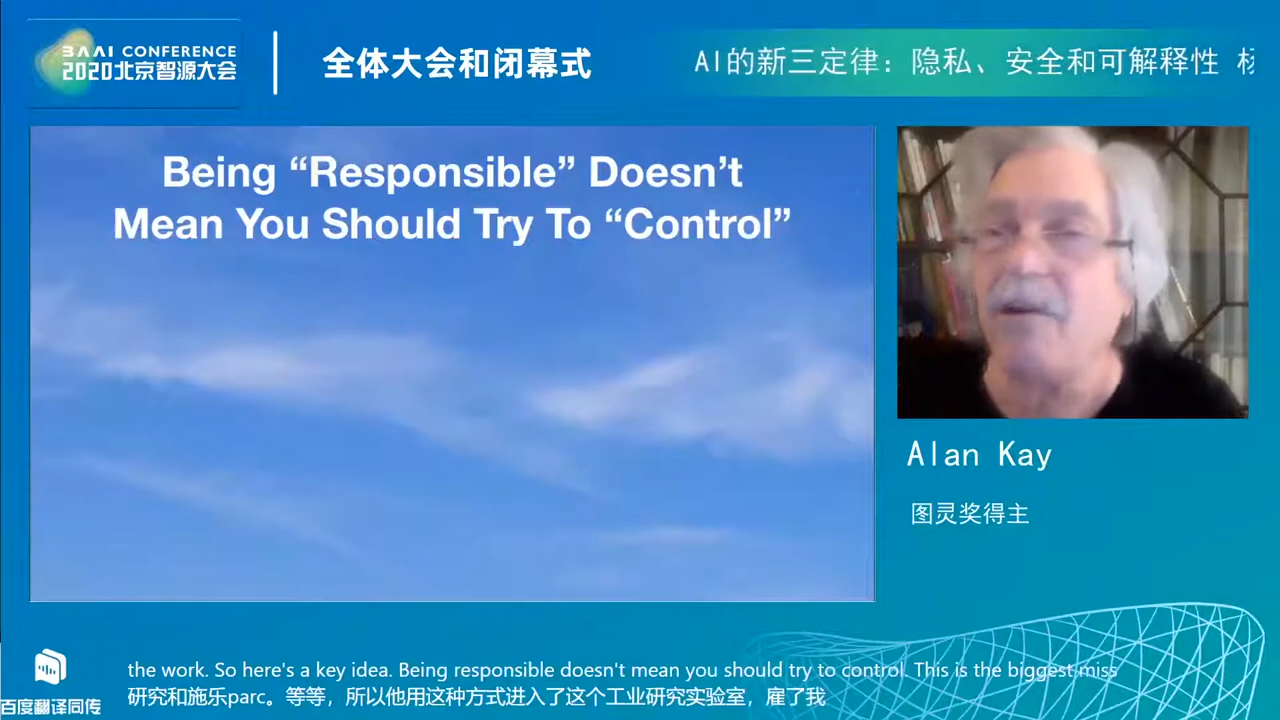 BAAI CONFERENCE
2020北京智源大会
全体大会和闭幕式
AI的新三定律：隐私、安全和可解释性 杨
Being “Responsible” Doesn’t
Mean You Should Try To “Control”
Alan Kay
图灵奖得主
the work. So here's a key idea. Being responsible doesn't mean you should try to control. This is the biggest miss
研究和施乐parc。等等，所以他用这种方式进入了这个工业研究实验室，雇了我
百度翻译同传